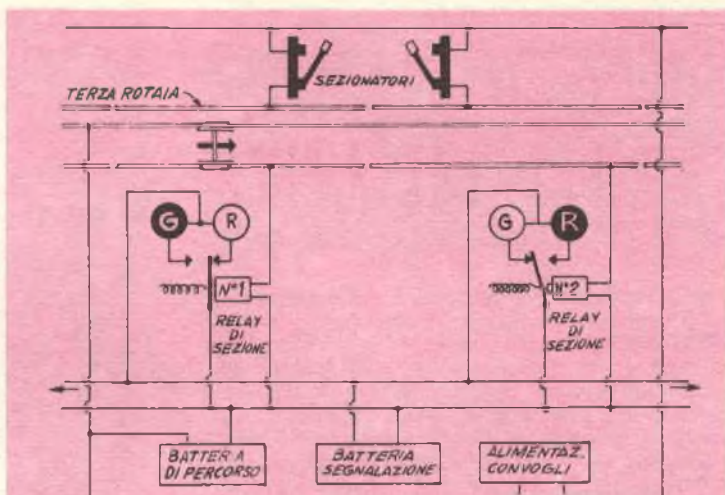 SEZIONATORI
TERZA ROTAIA
G R
G R
N°1
N°2
RELAY
DI
SEZIONE
RELAY
DI
SEZIONE
BATTERIA
DI PERCORSO
BATTERIA
SEGNALAZIONE
ALIMENTAZ.
CONVOGLI